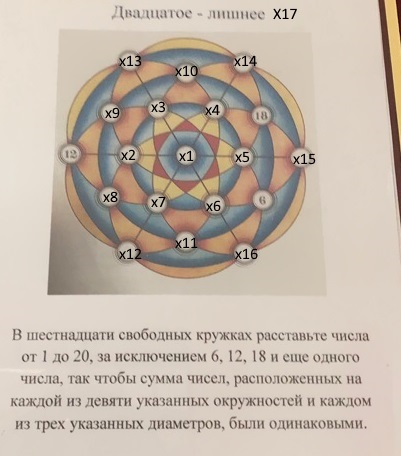 Двадцатое - лишнее X17
x13 x14
x10
x9 x3 x4 18
12 x2 x1 x5 x15
x8 x7 x6 6
x12 x11 x16
В шестнадцати свободных кружках расставьте числа
от 1 до 20, за исключением 6, 12, 18 и еще одного
числа, так чтобы сумма чисел, расположенных на
каждой из девяти указанных окружностей и каждом
из трех указанных диаметров, были одинаковыми.